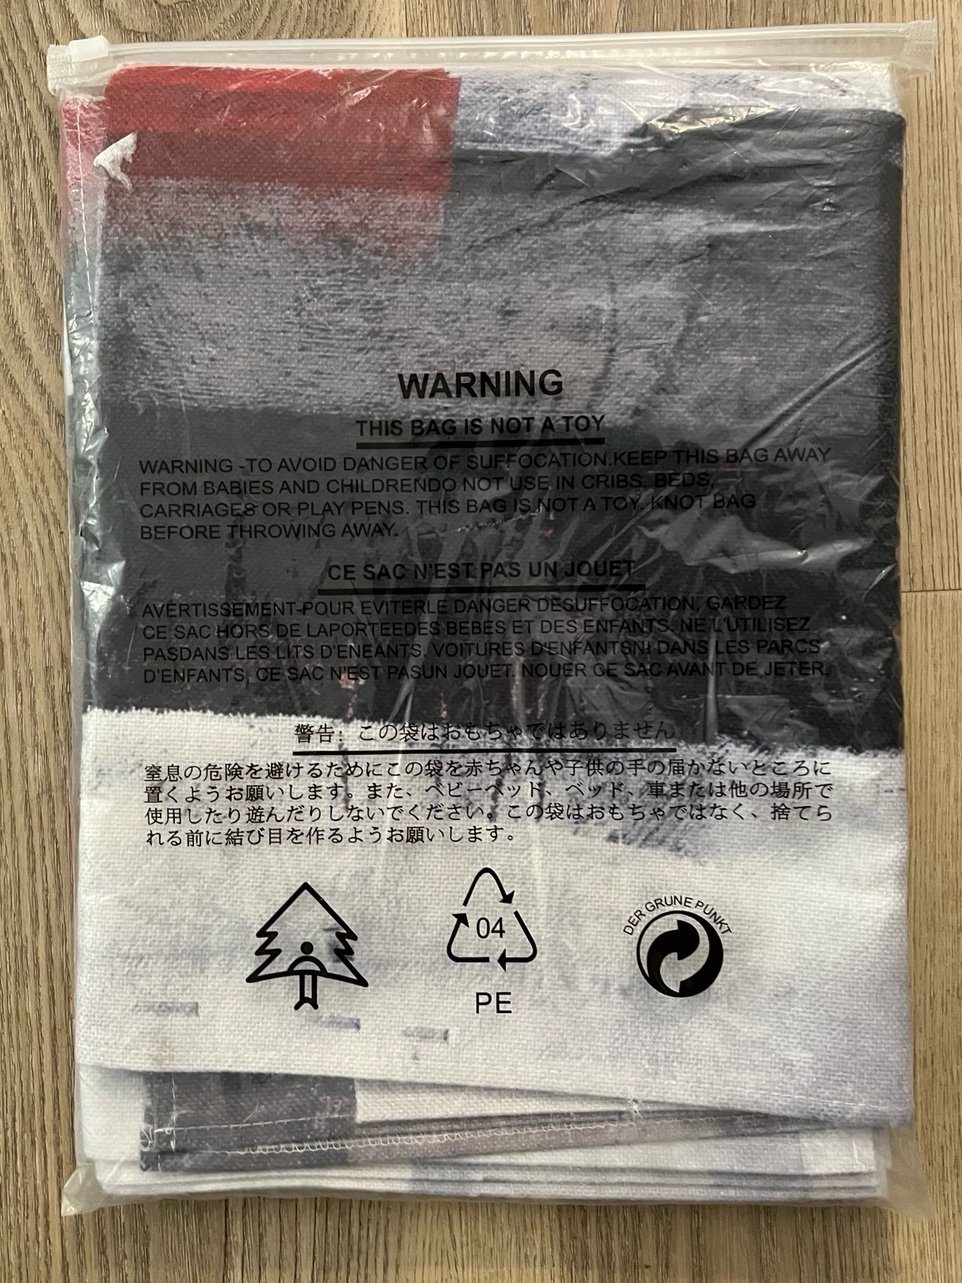 WARNING
THIS BAG IS NOT A TOY
WARNING -TO AVOID DANGER OF SUFFOCATION.KEEP THIS BAG AWAY
FROM BABIES AND CHILDRENDO NOT USE IN CRIBS. BEDS,
CARRIAGES OR PLAY PENS. THIS BAG IS NOT A TOY. KNOT BAG
BEFORE THROWING AWAY.
CE SAC N'EST PAS UN JOUET
AVERTISSEMENT-POUR EVITERLE DANGER DESUFFOCATION, GARDEZ
CE SAC HORS DE LAPORTEEDES BEBES ET DES ENFANTS. NE L'UTILISEZ
PASDANS LES LITS D'ENEANTS, VOITURES D'ENFANTSNI DANS LES PARCS
D'ENFANTS, CE SAC N'EST PASUN JOUET. NOUER CE SAC AVANT DE JETER.
警告：この袋はおもちゃではありません
窒息の危険を避けるためにこの袋を赤ちゃんや子供の手の届かないところに
置くようお願いします。また、ベビーベッド、ベッド、車または他の場所で
使用したり遊んだりしないでください。この袋はおもちゃではなく、捨てら
れる前に結び目を作るようお願いします。
04
PE
DER GRUNE PUNKT